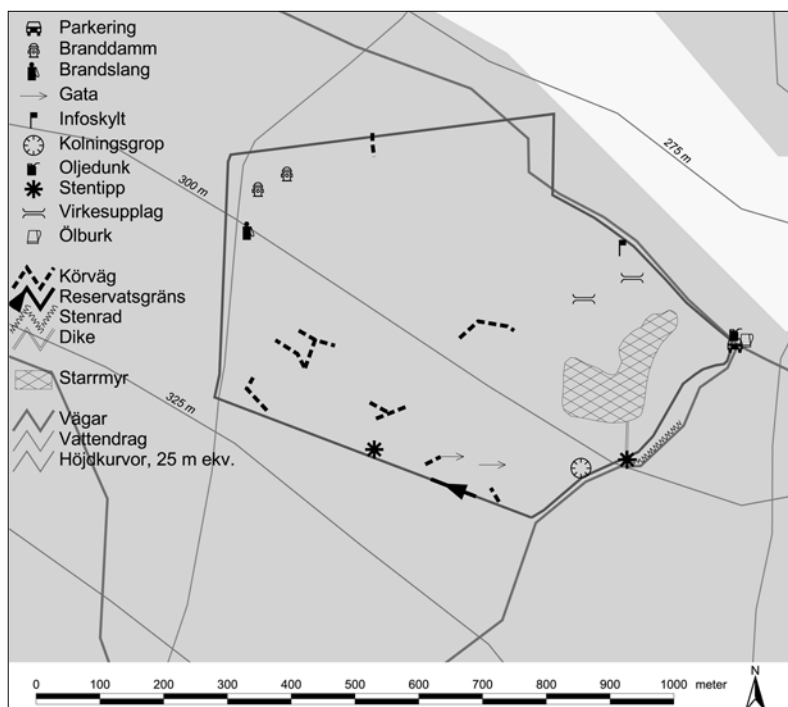 Parkering
Branddamm
Brandslang
Gata
Infoskylt
Kolningsgrop
Oljedunk
Stentipp
Virkesupplag
Ölburk
Körväg
Reservatsgräns
Stenrad
Dike
Starrmyr
Vägar
Vattendrag
Höjdkurvor, 25 m ekv.
275 m
300 m
325 m
0 100 200 300 400 500 600 700 800 900 1000 meter
N